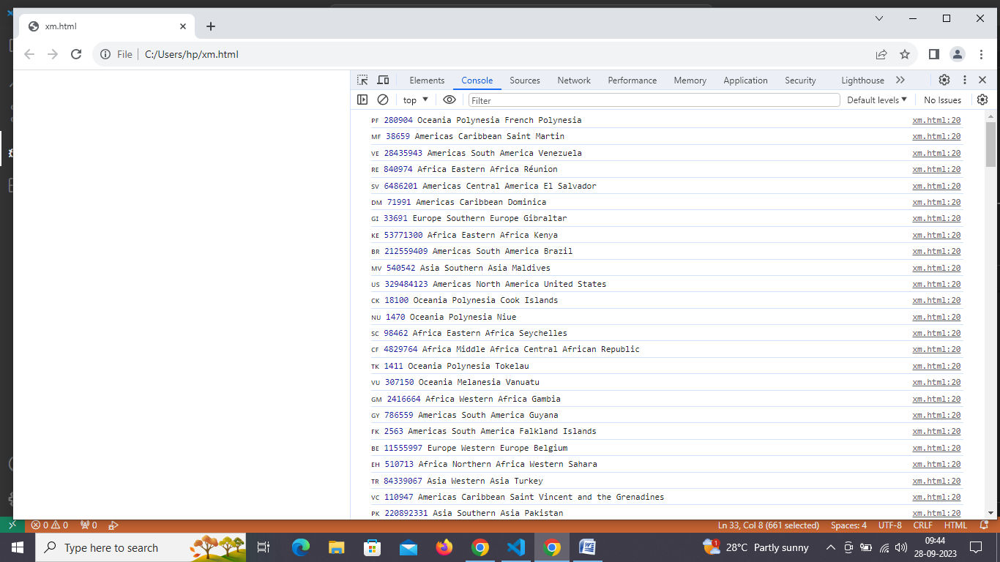 xm.html
File C:/Users/hp/xm.html
Elements Console Sources Network Performance Memory Application Security Lighthouse
top Filter Default levels No Issues
PF 280904 Oceania Polynesia French Polynesia xm.html:20
MF 38659 Americas Caribbean Saint Martin xm.html:20
VE 28435943 Americas South America Venezuela xm.html:20
RE 840974 Africa Eastern Africa Réunion xm.html:20
SV 6486201 Americas Central America El Salvador xm.html:20
DM 71991 Americas Caribbean Dominica xm.html:20
GI 33691 Europe Southern Europe Gibraltar xm.html:20
KE 53771300 Africa Eastern Africa Kenya xm.html:20
BR 212559409 Americas South America Brazil xm.html:20
MV 540542 Asia Southern Asia Maldives xm.html:20
US 329484123 Americas North America United States xm.html:20
CK 18100 Oceania Polynesia Cook Islands xm.html:20
NU 1470 Oceania Polynesia Niue xm.html:20
SC 98462 Africa Eastern Africa Seychelles xm.html:20
CF 4829764 Africa Middle Africa Central African Republic xm.html:20
TK 1411 Oceania Polynesia Tokelau xm.html:20
VU 307150 Oceania Melanesia Vanuatu xm.html:20
GM 2416664 Africa Western Africa Gambia xm.html:20
GY 786559 Americas South America Guyana xm.html:20
FK 2563 Americas South America Falkland Islands xm.html:20
BE 11555997 Europe Western Europe Belgium xm.html:20
EH 510713 Africa Northern Africa Western Sahara xm.html:20
TR 84339067 Asia Western Asia Turkey xm.html:20
VC 110947 Americas Caribbean Saint Vincent and the Grenadines xm.html:20
PK 220892331 Asia Southern Asia Pakistan xm.html:20
0 0 0 Ln 33, Col 8 (661 selected) Spaces: 4 UTF-8 CRLF HTML
Type here to search 1 28°C Partly sunny 09:44
28-09-2023